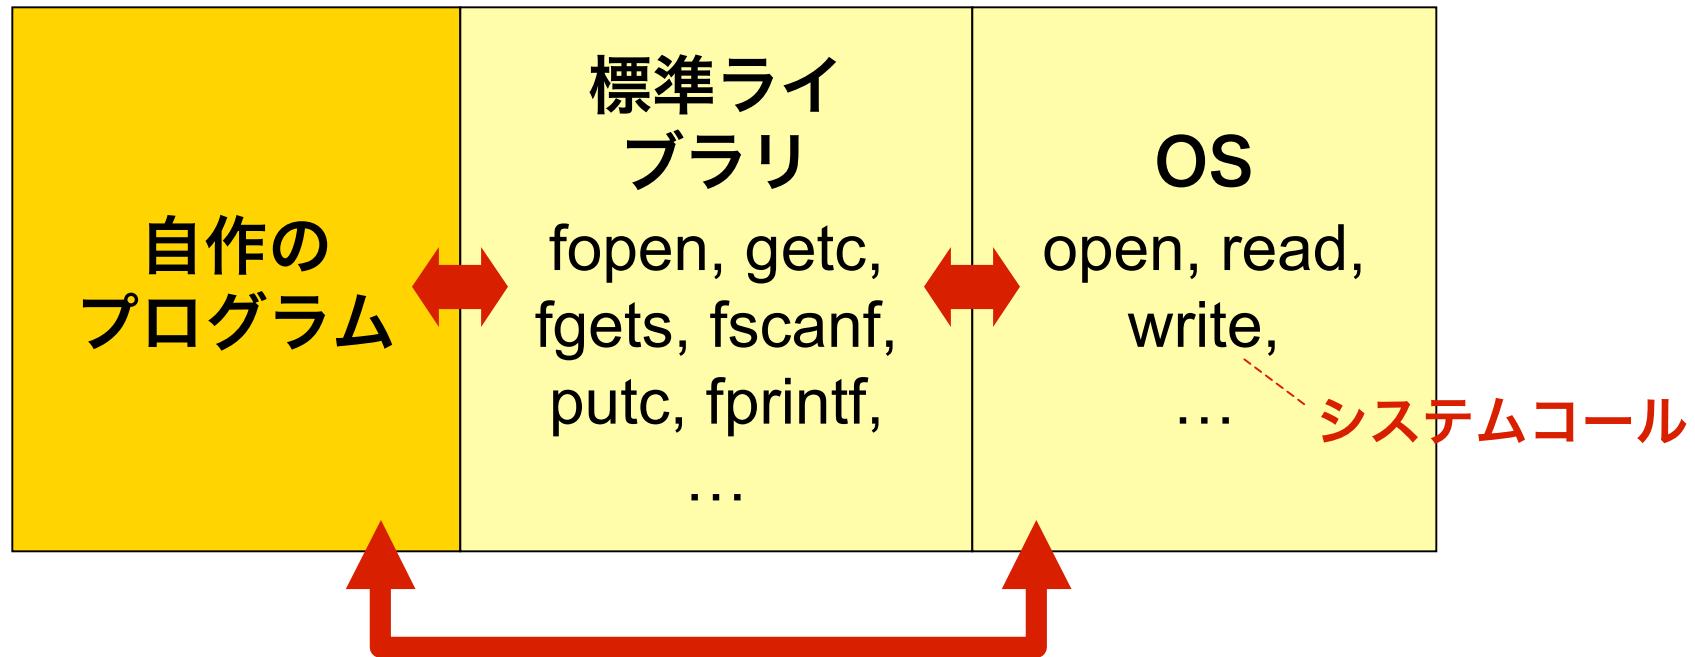 自作の
プログラム
標準ライ
ブラリ
fopen, getc,
fgets, fscanf,
putc, fprintf,
…
OS
open, read,
write,
…
システムコール